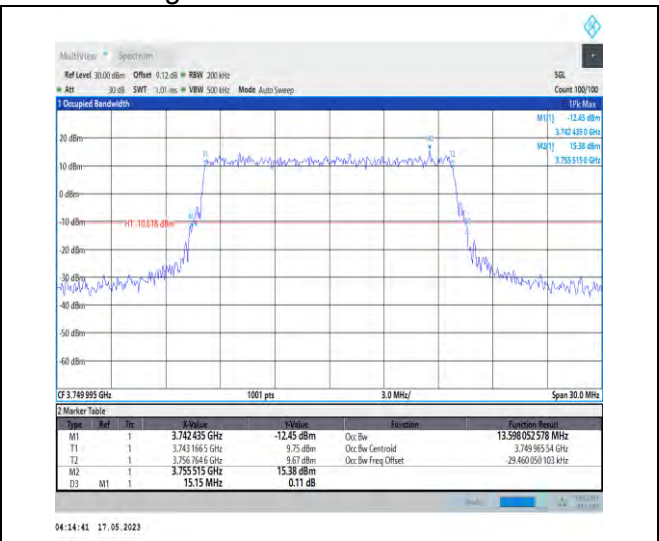 MultiView Spectrum
Ref Level 30.00 dBm Offset 9.12 dB RBW 200 kHz SGL
Att 30 dB SWT 1.01 ms VBW 500 kHz Mode Auto Sweep Count 100/100
1 Occupied Bandwidth 1Pk Max
M1[1] -12.45 dBm
3.742 435 0 GHz
20 dBm M2[1] 15.38 dBm
3.755 515 0 GHz
T1 M2 T2
10 dBm
0 dBm
-10 dBm H1 -10.618 dBm
-20 dBm
-30 dBm
-40 dBm
-50 dBm
-60 dBm
CF 3.749 995 GHz 1001 pts 3.0 MHz/ Span 30.0 MHz
2 Marker Table
Type Ref Trc X-Value Y-Value Function Function Result
M1 1 3.742 435 GHz -12.45 dBm Occ Bw 13.598 052 578 MHz
T1 1 3.743 166 5 GHz 9.75 dBm Occ Bw Centroid 3.749 965 54 GHz
T2 1 3.756 764 6 GHz 9.67 dBm Occ Bw Freq Offset -29.460 050 103 kHz
M2 1 3.755 515 GHz 15.38 dBm
D3 M1 1 15.15 MHz 0.11 dB
04:14:41 17.05.2023